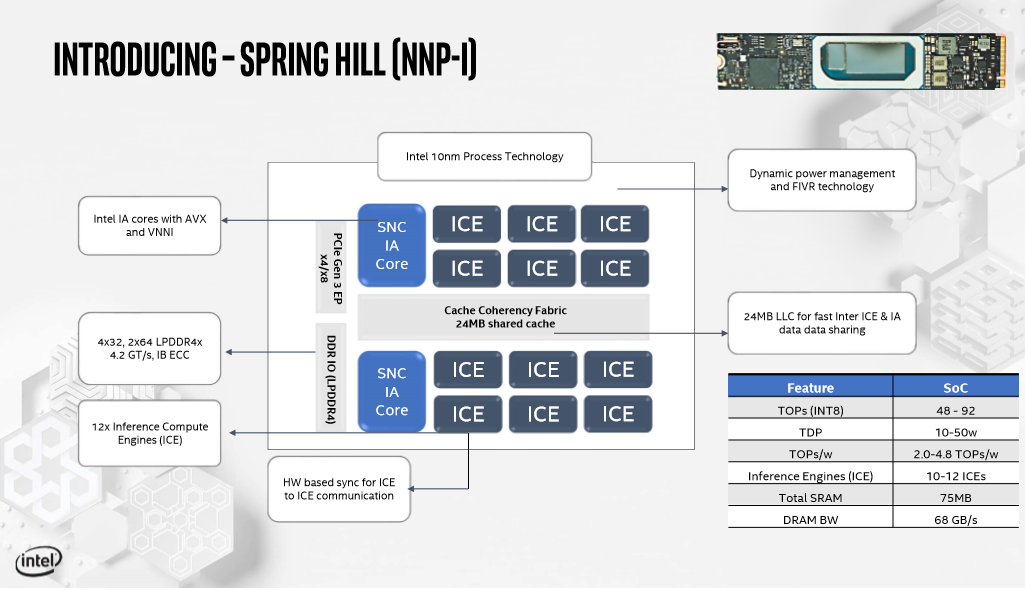 INTRODUCING – SPRING HILL (NNP-I)
Intel 10nm Process Technology
Dynamic power management
and FIVR technology
Intel IA cores with AVX
and VNNI
PCIe Gen 3 EP
x4/x8
SNC
IA
Core
ICE ICE ICE
ICE ICE ICE
Cache Coherency Fabric
24MB shared cache
24MB LLC for fast Inter ICE & IA
data data sharing
4x32, 2x64 LPDDR4x
4.2 GT/s, IB ECC
DDR IO (LPDDR4)
SNC
IA
Core
ICE ICE ICE
ICE ICE ICE
12x Inference Compute
Engines (ICE)
HW based sync for ICE
to ICE communication
Feature SoC
TOPs (INT8) 48 - 92
TDP 10-50w
TOPs/w 2.0-4.8 TOPs/w
Inference Engines (ICE) 10-12 ICEs
Total SRAM 75MB
DRAM BW 68 GB/s
intel